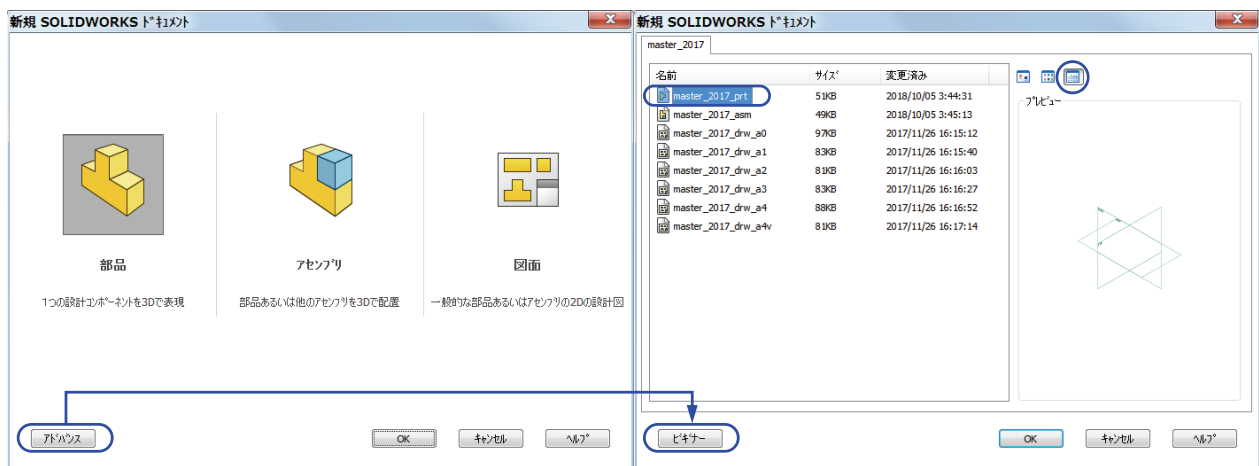 新規 SOLIDWORKS ﾄﾞｷｭﾒﾝﾄ
部品
1つの設計ｺﾝﾎﾟｰﾈﾝﾄを3Dで表現
ｱｾﾝﾌﾞﾘ
部品あるいは他のｱｾﾝﾌﾞﾘを3Dで配置
図面
一般的な部品あるいはｱｾﾝﾌﾞﾘの2Dの設計図
ｱﾄﾞﾊﾞﾝｽ
OK
ｷｬﾝｾﾙ
ﾍﾙﾌﾟ
新規 SOLIDWORKS ﾄﾞｷｭﾒﾝﾄ
master_2017
名前 ｻｲｽﾞ 変更済み
master_2017_prt 51KB 2018/10/05 3:44:31
master_2017_asm 49KB 2018/10/05 3:45:13
master_2017_drw_a0 97KB 2017/11/26 16:15:12
master_2017_drw_a1 83KB 2017/11/26 16:15:40
master_2017_drw_a2 81KB 2017/11/26 16:16:03
master_2017_drw_a3 83KB 2017/11/26 16:16:27
master_2017_drw_a4 88KB 2017/11/26 16:16:52
master_2017_drw_a4v 81KB 2017/11/26 16:17:14
ﾌﾟﾚﾋﾞｭｰ
ﾋﾞｷﾞﾅｰ
OK
ｷｬﾝｾﾙ
ﾍﾙﾌﾟ